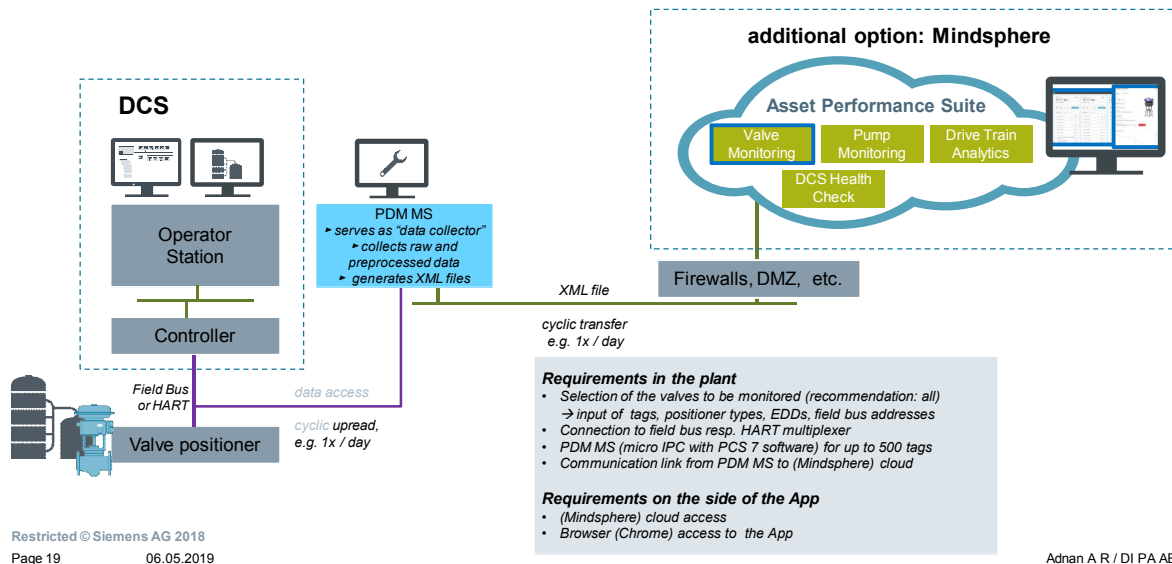 additional option: Mindsphere
DCS
Asset Performance Suite
Valve
Monitoring
Pump
Monitoring
Drive Train
Analytics
DCS Health
Check
Operator
Station
PDM MS
► serves as “data collector”
► collects raw and
preprocessed data
► generates XML files
Firewalls, DMZ, etc.
XML file
Controller
cyclic transfer
e.g. 1x / day
Field Bus
or HART
data access
Valve positioner
cyclic upread,
e.g. 1x / day
Requirements in the plant
• Selection of the valves to be monitored (recommendation: all)
→ input of tags, positioner types, EDDs, field bus addresses
• Connection to field bus resp. HART multiplexer
• PDM MS (micro IPC with PCS 7 software) for up to 500 tags
• Communication link from PDM MS to (Mindsphere) cloud
Requirements on the side of the App
• (Mindsphere) cloud access
• Browser (Chrome) access to the App
Restricted © Siemens AG 2018
Page 19 06.05.2019
Adnan A R / DI PA AE